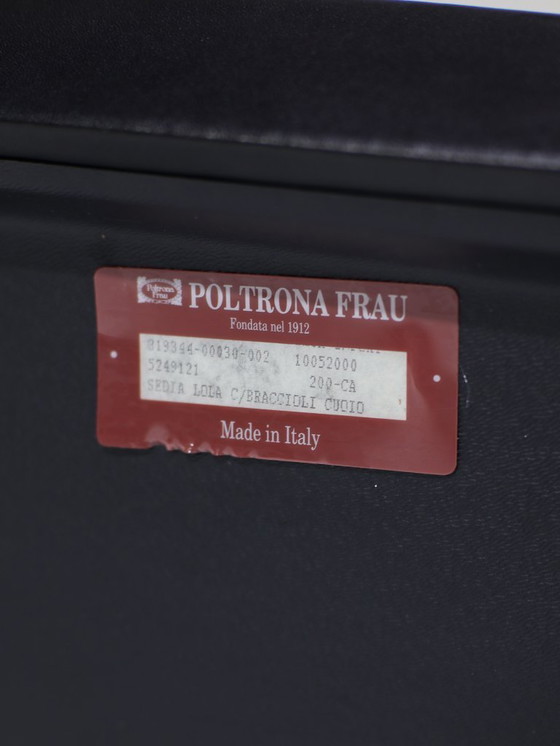 Poltrona
Frau
POLTRONA FRAU
Fondata nel 1912
819344-00030-002
5249121 10052000
200-CA
SEDIA LOLA C/BRACCIOLI CUOIO
Made in Italy